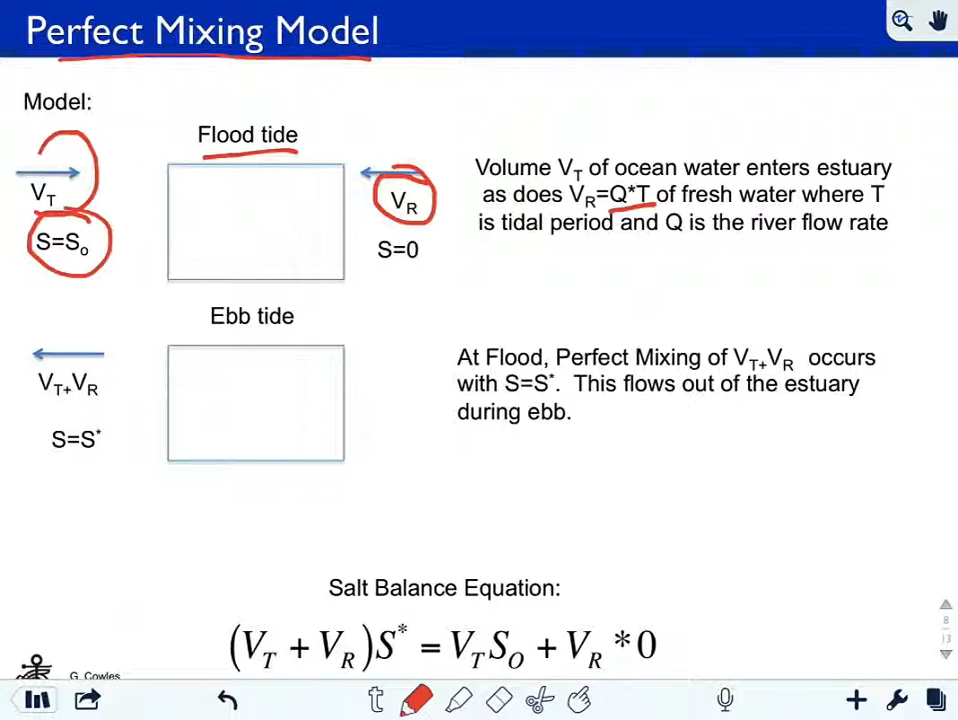 Perfect Mixing Model
Model:
Flood tide
V_T
S=S_o
V_R
S=0
Volume V_T of ocean water enters estuary
as does V_R=Q*T of fresh water where T
is tidal period and Q is the river flow rate
Ebb tide
V_T+V_R
S=S*
At Flood, Perfect Mixing of V_T+V_R occurs
with S=S*. This flows out of the estuary
during ebb.
Salt Balance Equation:
(V_T + V_R)S* = V_T S_O + V_R * 0
G. Cowles
8
13
t